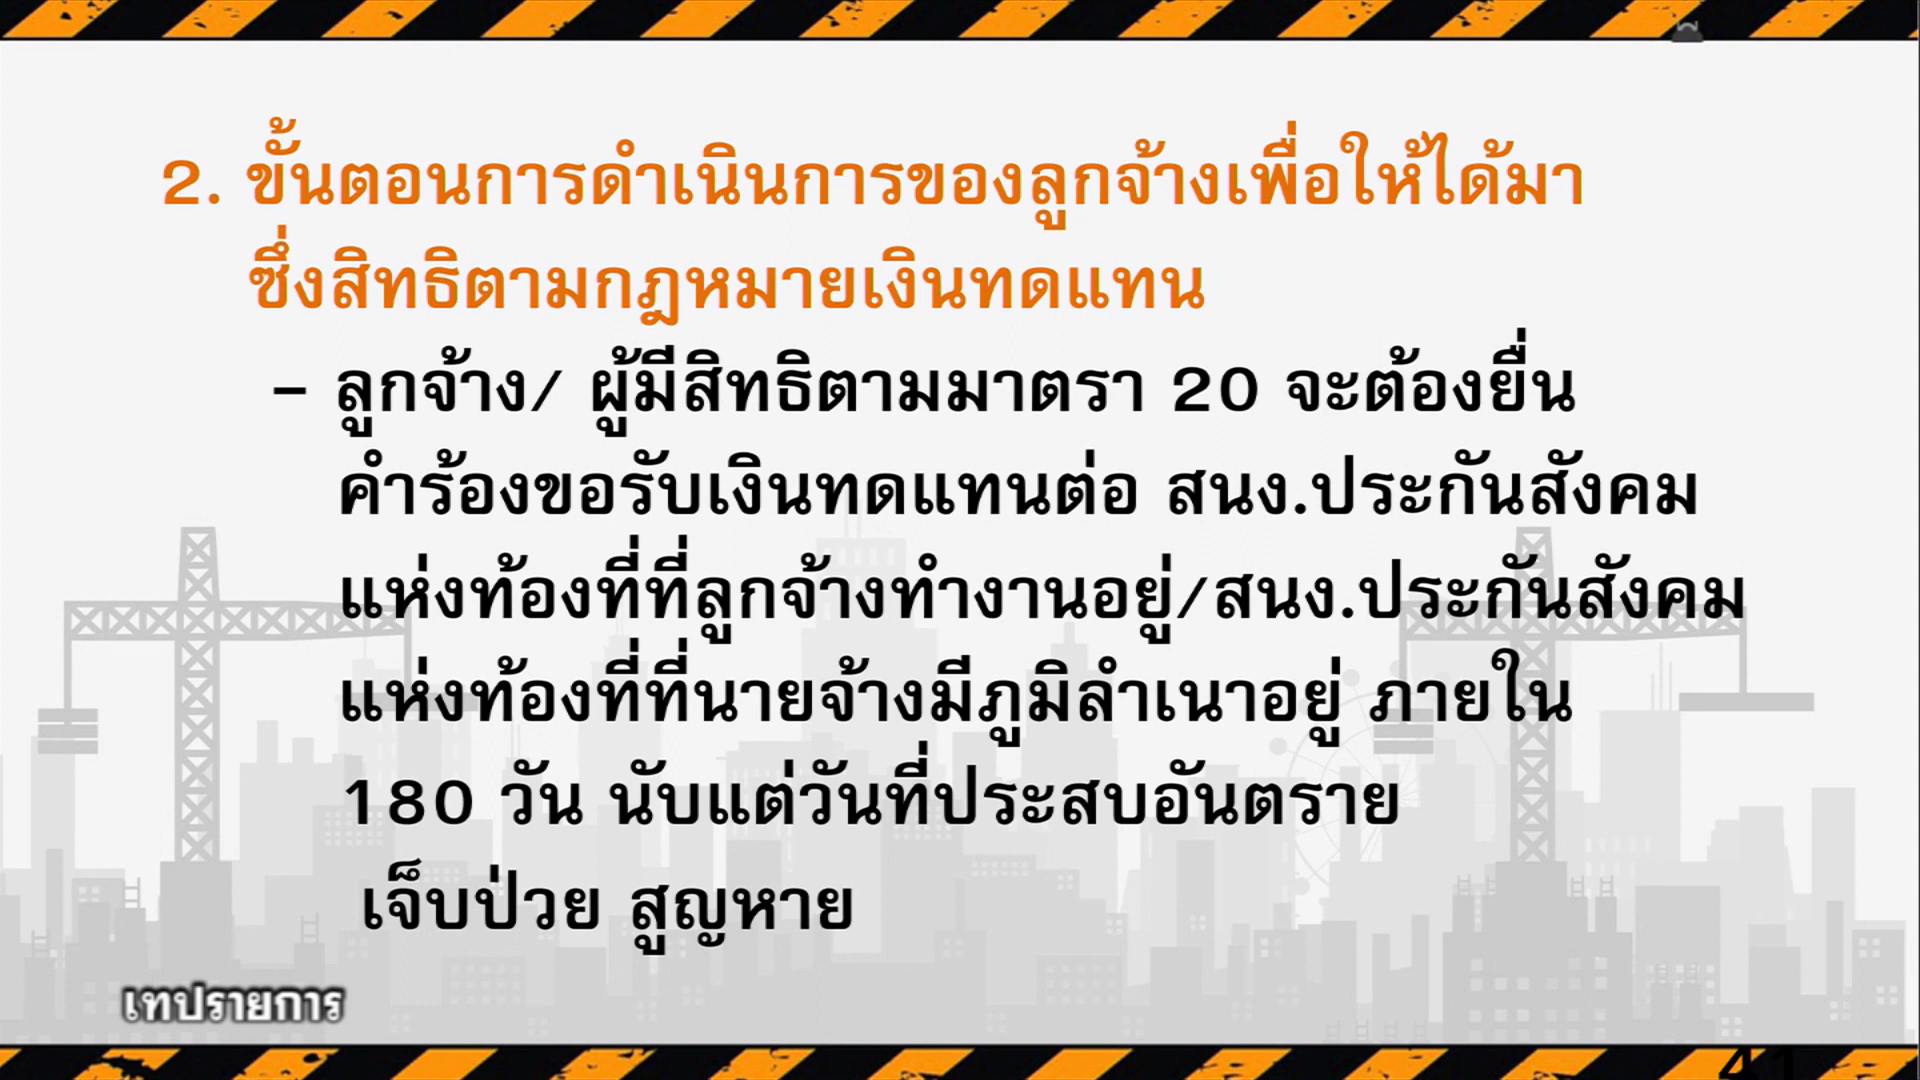 2. ขั้นตอนการดำเนินการของลูกจ้างเพื่อให้ได้มา
ซึ่งสิทธิตามกฎหมายเงินทดแทน
– ลูกจ้าง/ ผู้มีสิทธิตามมาตรา 20 จะต้องยื่น
คำร้องขอรับเงินทดแทนต่อ สนง.ประกันสังคม
แห่งท้องที่ที่ลูกจ้างทำงานอยู่/สนง.ประกันสังคม
แห่งท้องที่ที่นายจ้างมีภูมิลำเนาอยู่ ภายใน
180 วัน นับแต่วันที่ประสบอันตราย
เจ็บป่วย สูญหาย
เทปรายการ
41